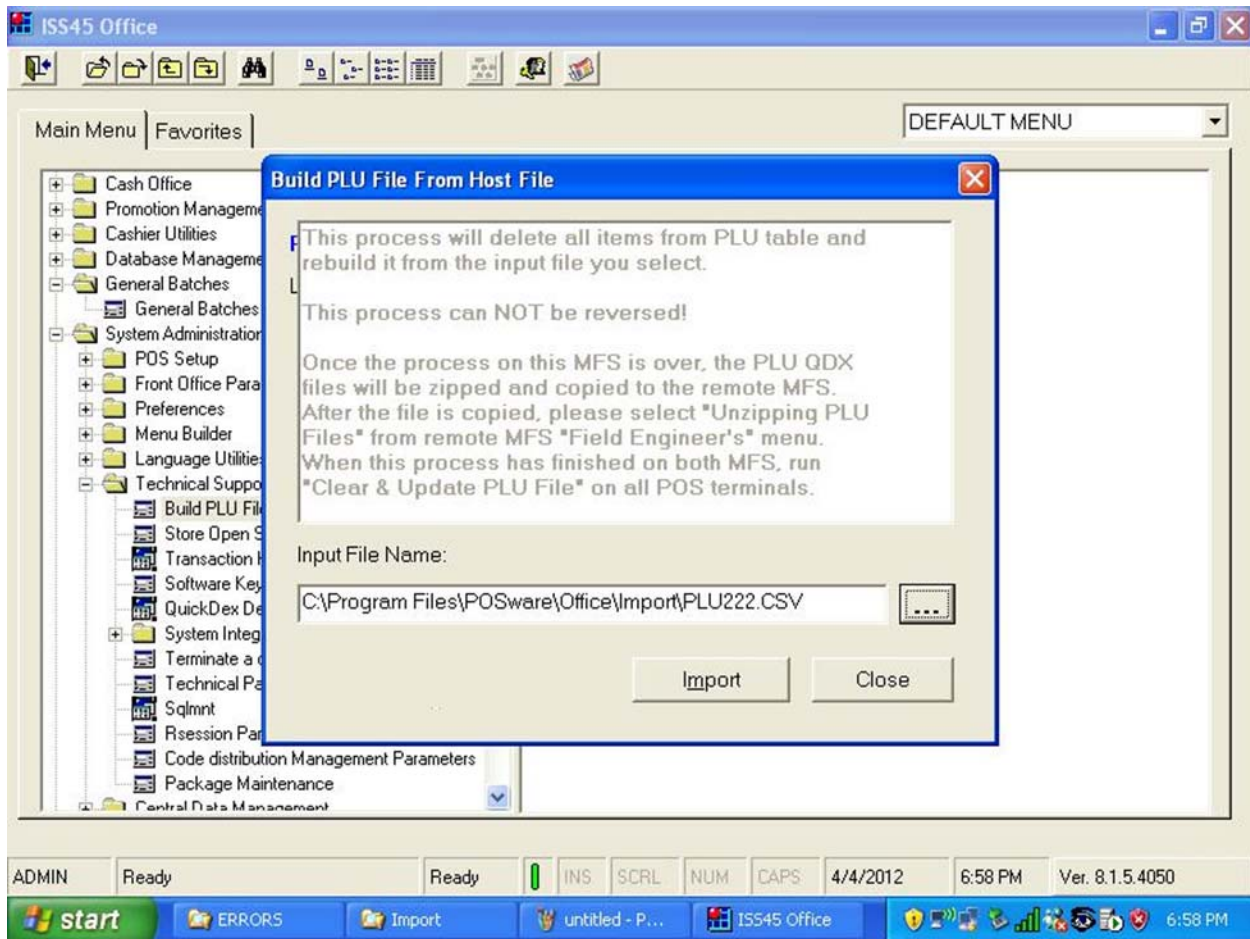 ISS45 Office
DEFAULT MENU
Main Menu
Favorites
Cash Office
Promotion Manageme
Cashier Utilities
Database Manageme
General Batches
General Batches
System Administration
POS Setup
Front Office Para
Preferences
Menu Builder
Language Utilitie
Technical Suppo
Build PLU Fil
Store Open S
Transaction
Software Key
QuickDex De
System Integ
Terminate a
Technical Pa
Sqlmnt
Rsession Par
Code distribution Management Parameters
Package Maintenance
Central Data Management
Build PLU File From Host File
This process will delete all items from PLU table and
rebuild it from the input file you select.
This process can NOT be reversed!
Once the process on this MFS is over, the PLU QDX
files will be zipped and copied to the remote MFS.
After the file is copied, please select "Unzipping PLU
Files" from remote MFS "Field Engineer's" menu.
When this process has finished on both MFS, run
"Clear & Update PLU File" on all POS terminals.
Input File Name:
C:\Program Files\POSware\Office\Import\PLU222.CSV
...
Import
Close
ADMIN Ready Ready INS SCRL NUM CAPS 4/4/2012 6:58 PM Ver. 8.1.5.4050
start ERRORS Import untitled - P... ISS45 Office 6:58 PM